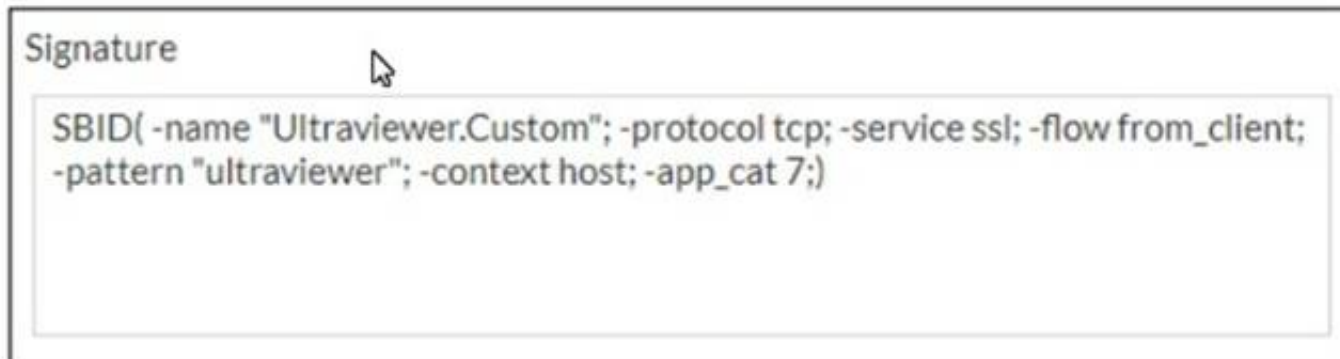 Signature
SBID( -name "Ultraviewer.Custom"; -protocol tcp; -service ssl; -flow from_client;
-pattern "ultraviewer"; -context host; -app_cat 7;)